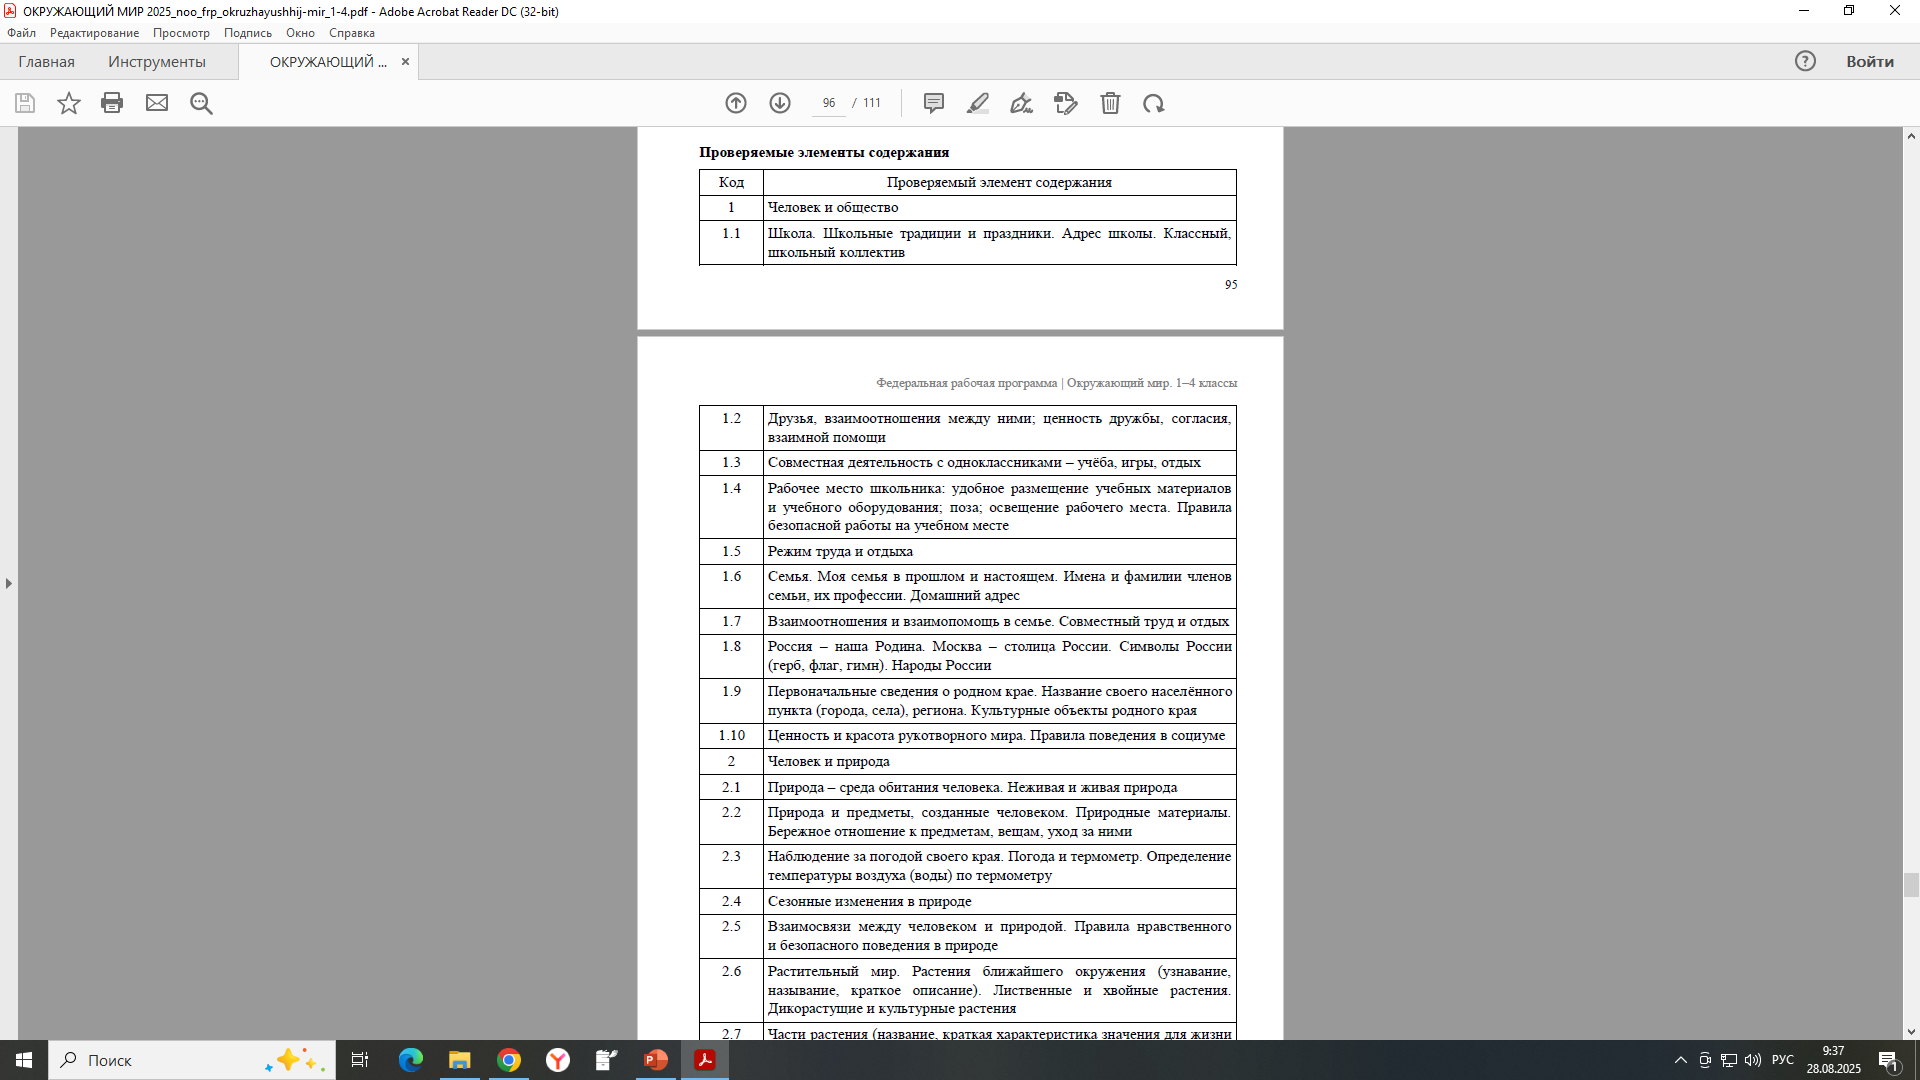 ОКРУЖАЮЩИЙ МИР 2025_noo_frp_okruzhayushhij-mir_1-4.pdf - Adobe Acrobat Reader DC (32-bit)
Файл Редактирование Просмотр Подпись Окно Справка
Главная Инструменты ОКРУЖАЮЩИЙ ... × Войти
96 / 111
Проверяемые элементы содержания
Код Проверяемый элемент содержания
1 Человек и общество
1.1 Школа. Школьные традиции и праздники. Адрес школы. Классный,
школьный коллектив
95
Федеральная рабочая программа | Окружающий мир. 1–4 классы
1.2 Друзья, взаимоотношения между ними; ценность дружбы, согласия,
взаимной помощи
1.3 Совместная деятельность с одноклассниками – учёба, игры, отдых
1.4 Рабочее место школьника: удобное размещение учебных материалов
и учебного оборудования; поза; освещение рабочего места. Правила
безопасной работы на учебном месте
1.5 Режим труда и отдыха
1.6 Семья. Моя семья в прошлом и настоящем. Имена и фамилии членов
семьи, их профессии. Домашний адрес
1.7 Взаимоотношения и взаимопомощь в семье. Совместный труд и отдых
1.8 Россия – наша Родина. Москва – столица России. Символы России
(герб, флаг, гимн). Народы России
1.9 Первоначальные сведения о родном крае. Название своего населённого
пункта (города, села), региона. Культурные объекты родного края
1.10 Ценность и красота рукотворного мира. Правила поведения в социуме
2 Человек и природа
2.1 Природа – среда обитания человека. Неживая и живая природа
2.2 Природа и предметы, созданные человеком. Природные материалы.
Бережное отношение к предметам, вещам, уход за ними
2.3 Наблюдение за погодой своего края. Погода и термометр. Определение
температуры воздуха (воды) по термометру
2.4 Сезонные изменения в природе
2.5 Взаимосвязи между человеком и природой. Правила нравственного
и безопасного поведения в природе
2.6 Растительный мир. Растения ближайшего окружения (узнавание,
называние, краткое описание). Лиственные и хвойные растения.
Дикорастущие и культурные растения
2.7 Части растения (название, краткая характеристика значения для жизни
Поиск
РУС
9:37
28.08.2025
1